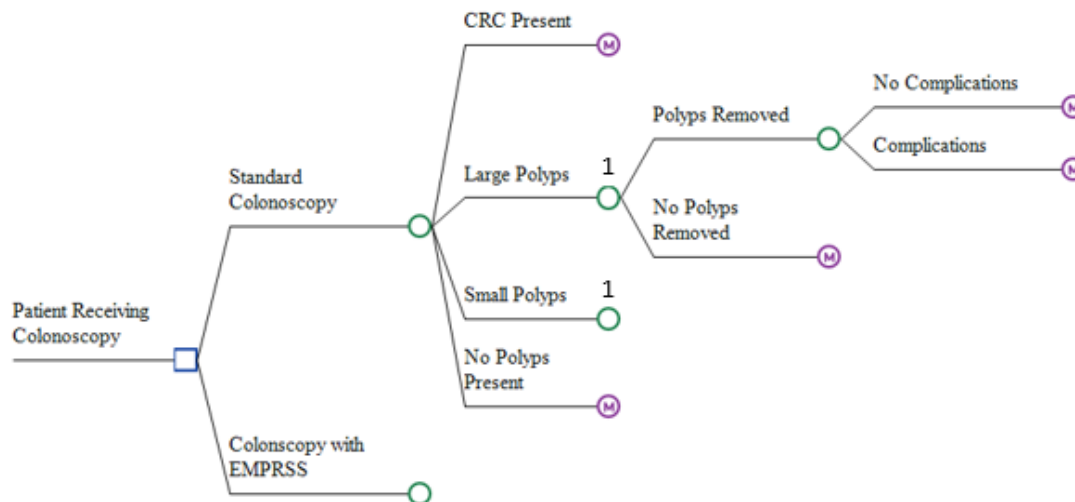 CRC Present
M
No Complications
M
Polyps Removed
Complications
M
Large Polyps
1
Standard
Colonoscopy
No Polyps
Removed
M
Small Polyps
1
Patient Receiving
Colonoscopy
No Polyps
Present
M
Colonscopy with
EMPRSS